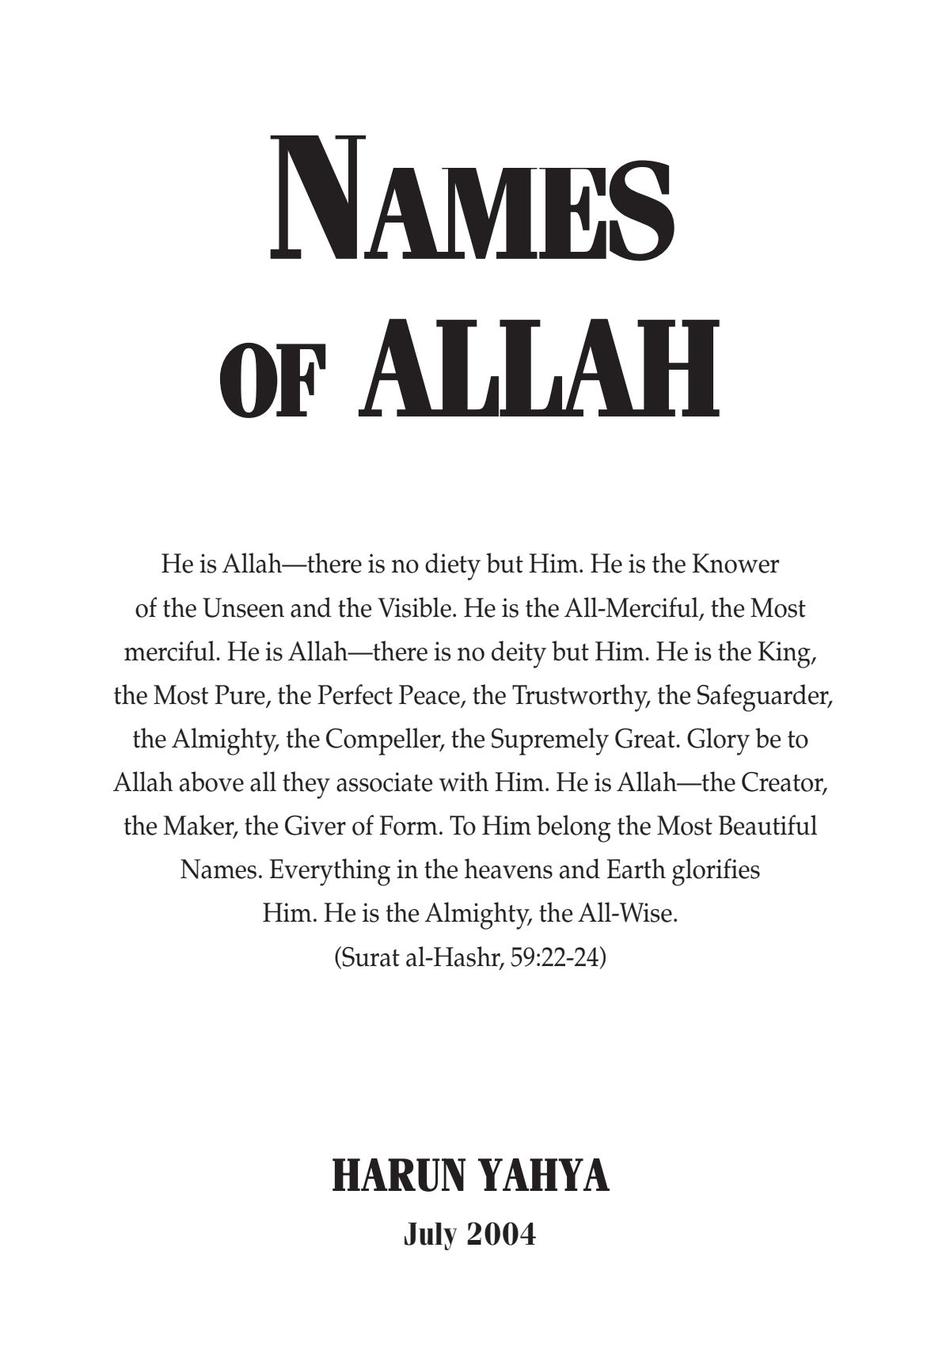 NAMES
OF ALLAH
He is Allah—there is no diety but Him. He is the Knower
of the Unseen and the Visible. He is the All-Merciful, the Most
merciful. He is Allah—there is no deity but Him. He is the King,
the Most Pure, the Perfect Peace, the Trustworthy, the Safeguarder,
the Almighty, the Compeller, the Supremely Great. Glory be to
Allah above all they associate with Him. He is Allah—the Creator,
the Maker, the Giver of Form. To Him belong the Most Beautiful
Names. Everything in the heavens and Earth glorifies
Him. He is the Almighty, the All-Wise.
(Surat al-Hashr, 59:22-24)
HARUN YAHYA
July 2004